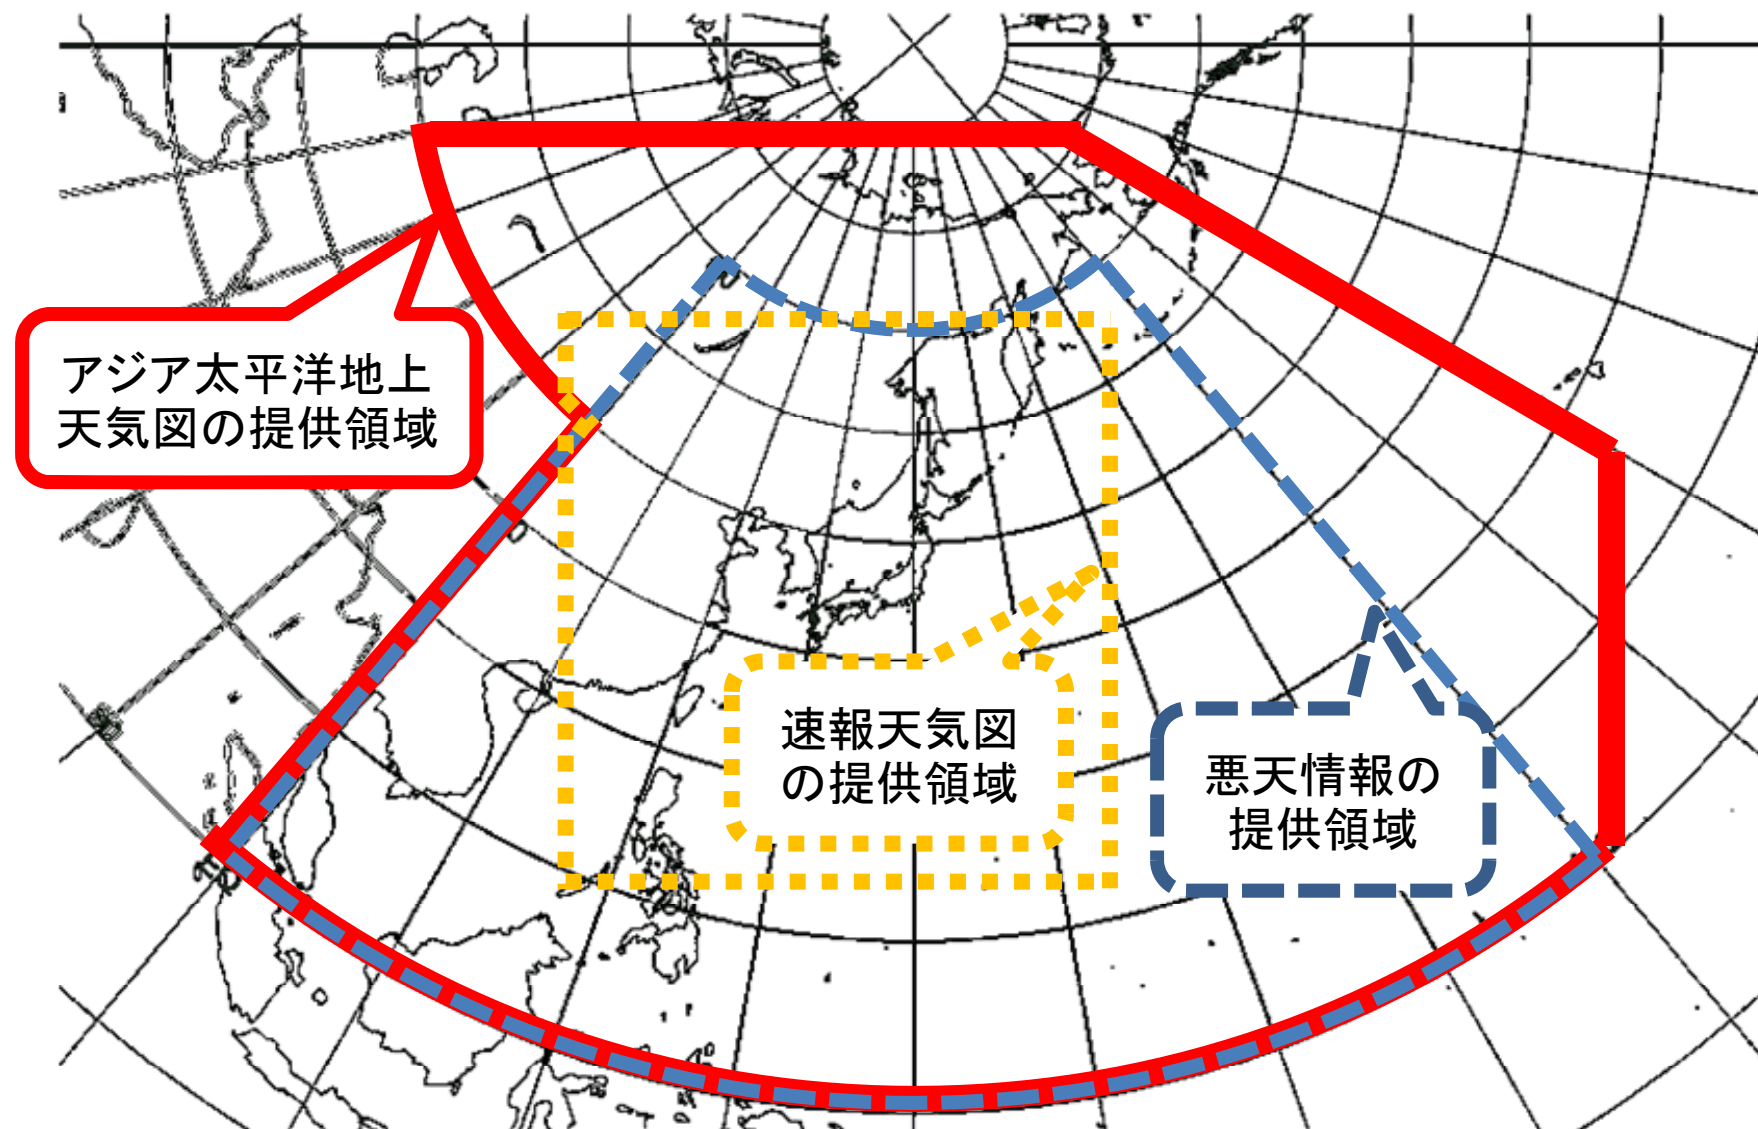 アジア太平洋地上
天気図の提供領域
速報天気図
の提供領域
悪天情報の
提供領域